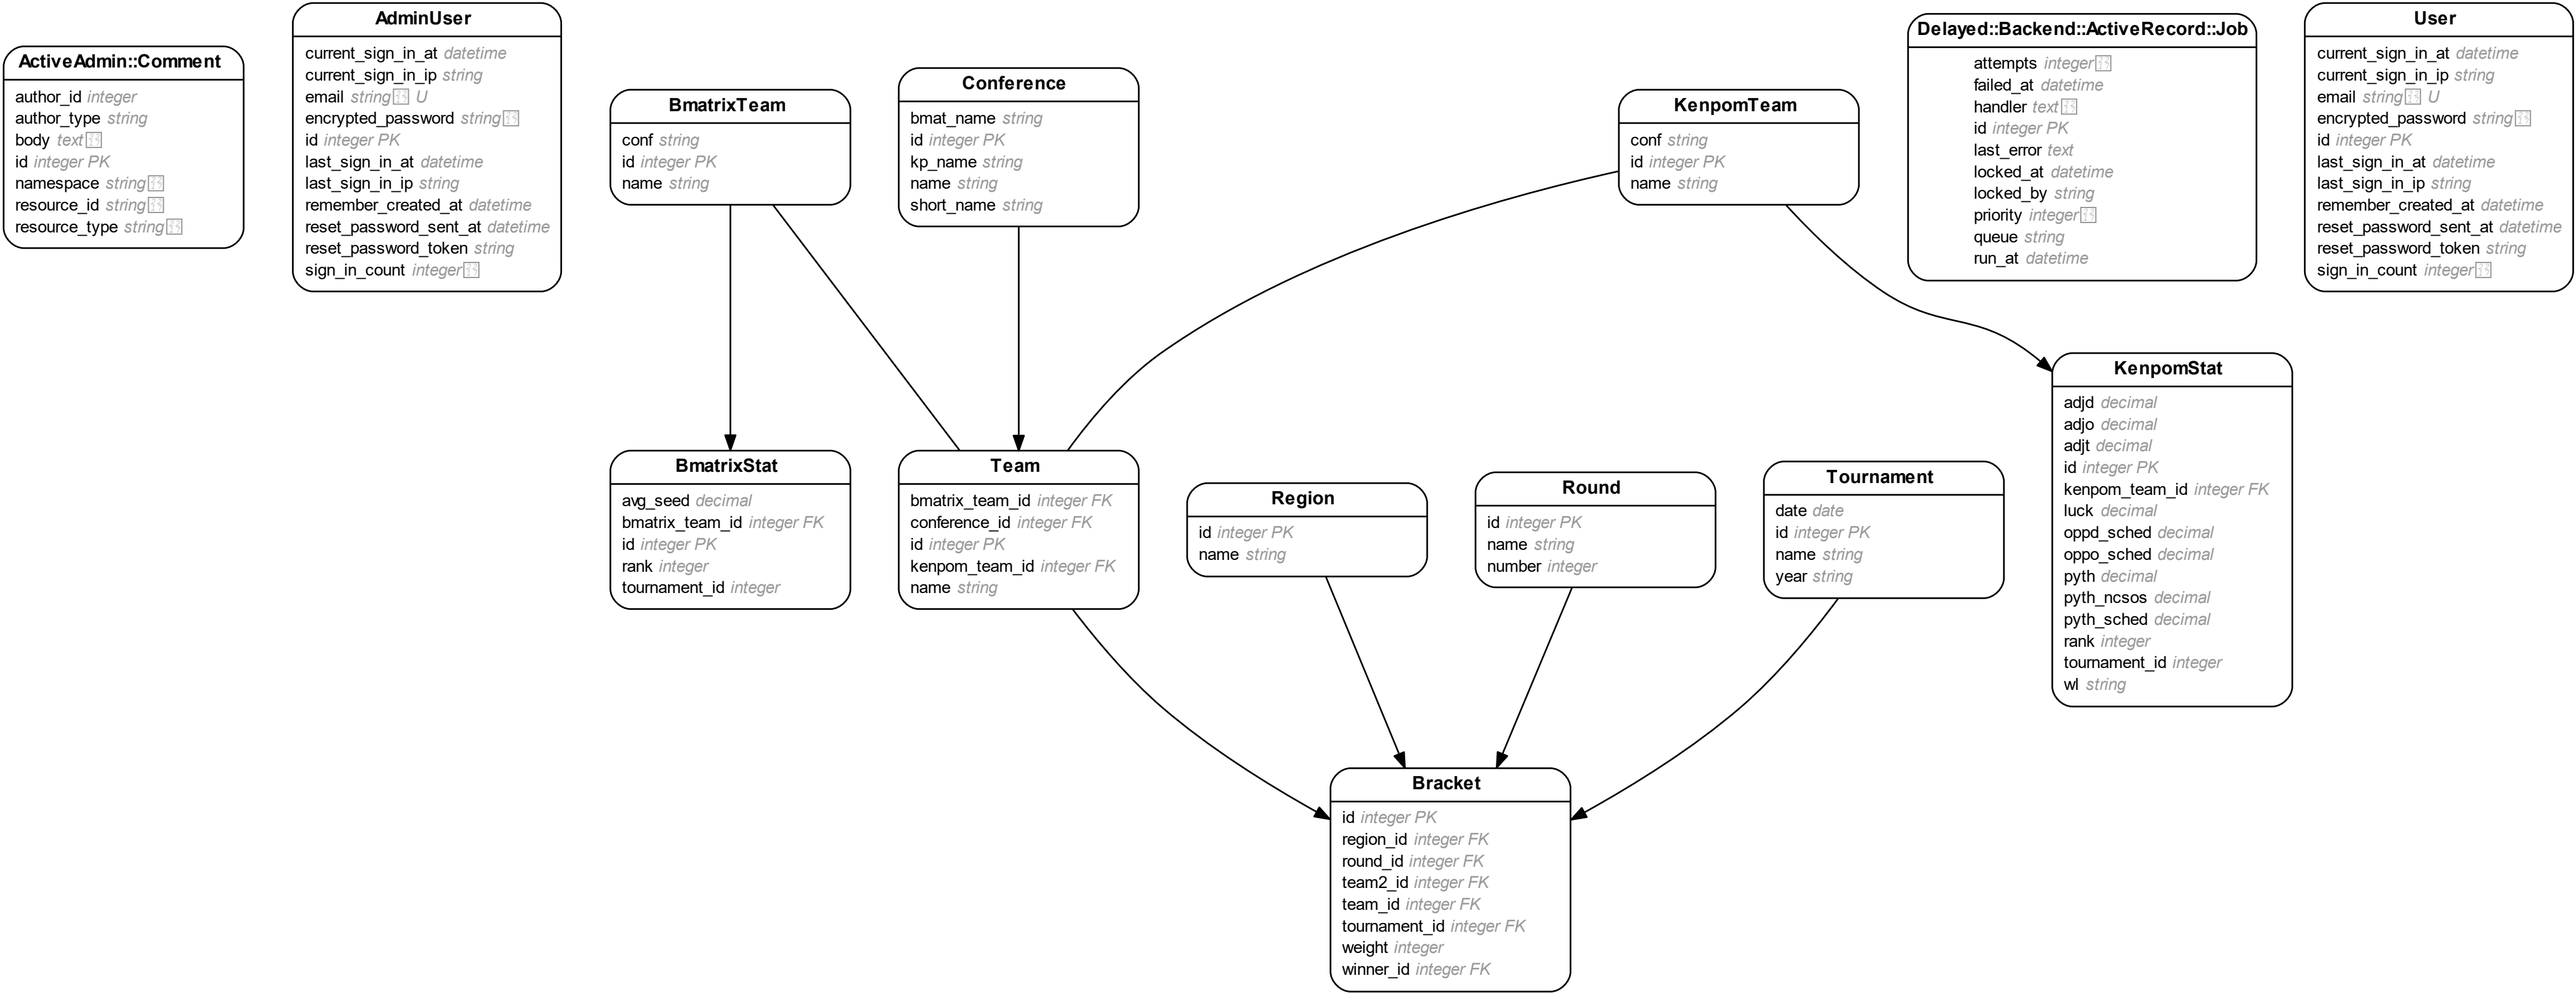 ActiveAdmin::Comment
author_id integer
author_type string
body text
id integer PK
namespace string
resource_id string
resource_type string
AdminUser
current_sign_in_at datetime
current_sign_in_ip string
email string U
encrypted_password string
id integer PK
last_sign_in_at datetime
last_sign_in_ip string
remember_created_at datetime
reset_password_sent_at datetime
reset_password_token string
sign_in_count integer
BmatrixTeam
conf string
id integer PK
name string
Conference
bmat_name string
id integer PK
kp_name string
name string
short_name string
KenpomTeam
conf string
id integer PK
name string
Delayed::Backend::ActiveRecord::Job
attempts integer
failed_at datetime
handler text
id integer PK
last_error text
locked_at datetime
locked_by string
priority integer
queue string
run_at datetime
User
current_sign_in_at datetime
current_sign_in_ip string
email string U
encrypted_password string
id integer PK
last_sign_in_at datetime
last_sign_in_ip string
remember_created_at datetime
reset_password_sent_at datetime
reset_password_token string
sign_in_count integer
BmatrixStat
avg_seed decimal
bmatrix_team_id integer FK
id integer PK
rank integer
tournament_id integer
Team
bmatrix_team_id integer FK
conference_id integer FK
id integer PK
kenpom_team_id integer FK
name string
Region
id integer PK
name string
Round
id integer PK
name string
number integer
Tournament
date date
id integer PK
name string
year string
KenpomStat
adjd decimal
adjo decimal
adjt decimal
id integer PK
kenpom_team_id integer FK
luck decimal
oppd_sched decimal
oppo_sched decimal
pyth decimal
pyth_ncsos decimal
pyth_sched decimal
rank integer
tournament_id integer
wl string
Bracket
id integer PK
region_id integer FK
round_id integer FK
team2_id integer FK
team_id integer FK
tournament_id integer FK
weight integer
winner_id integer FK